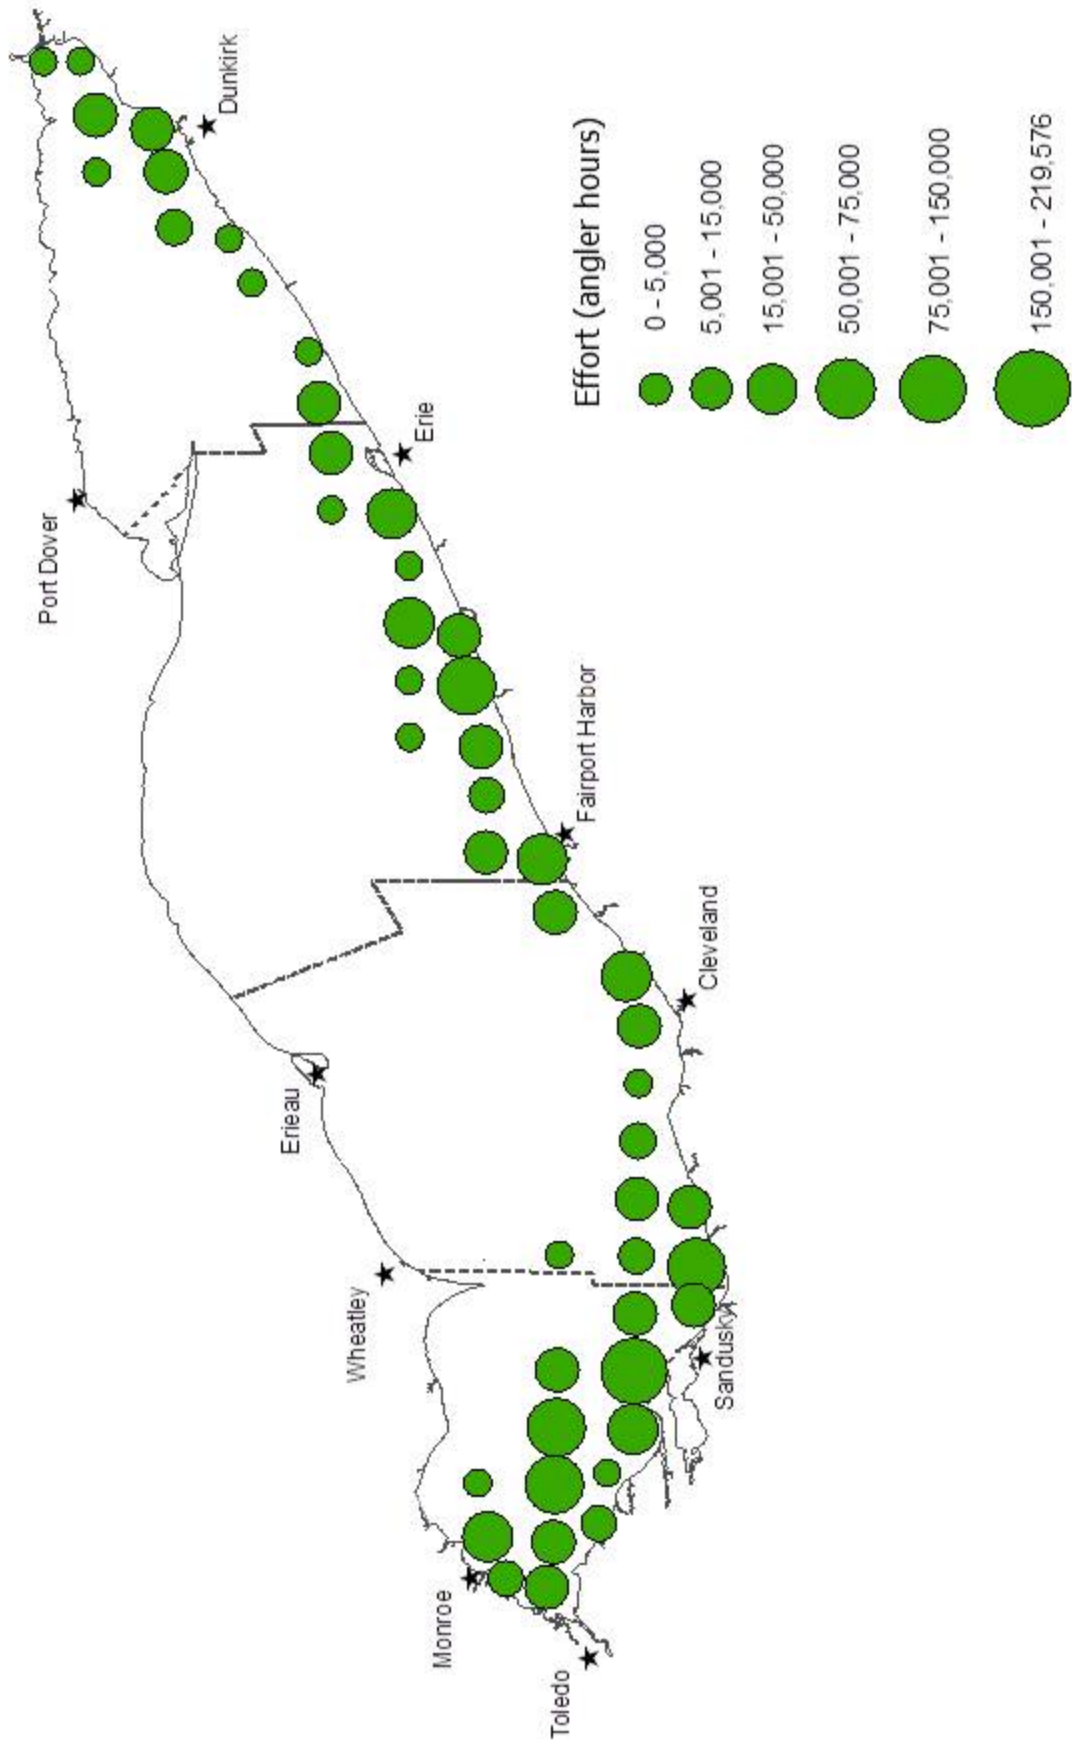 Port Dover
Dunkirk
Erie
Erieau
Wheatley
Fairport Harbor
Cleveland
Monroe
Toledo
Sandusky
Effort (angler hours)
0 - 5,000
5,001 - 15,000
15,001 - 50,000
50,001 - 75,000
75,001 - 150,000
150,001 - 219,576